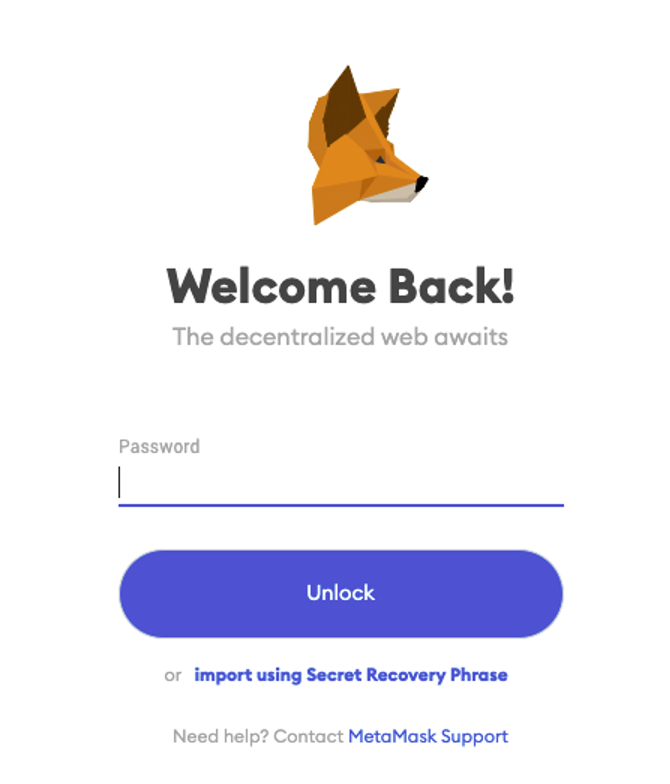 Welcome Back!
The decentralized web awaits
Password
Unlock
or import using Secret Recovery Phrase
Need help? Contact MetaMask Support